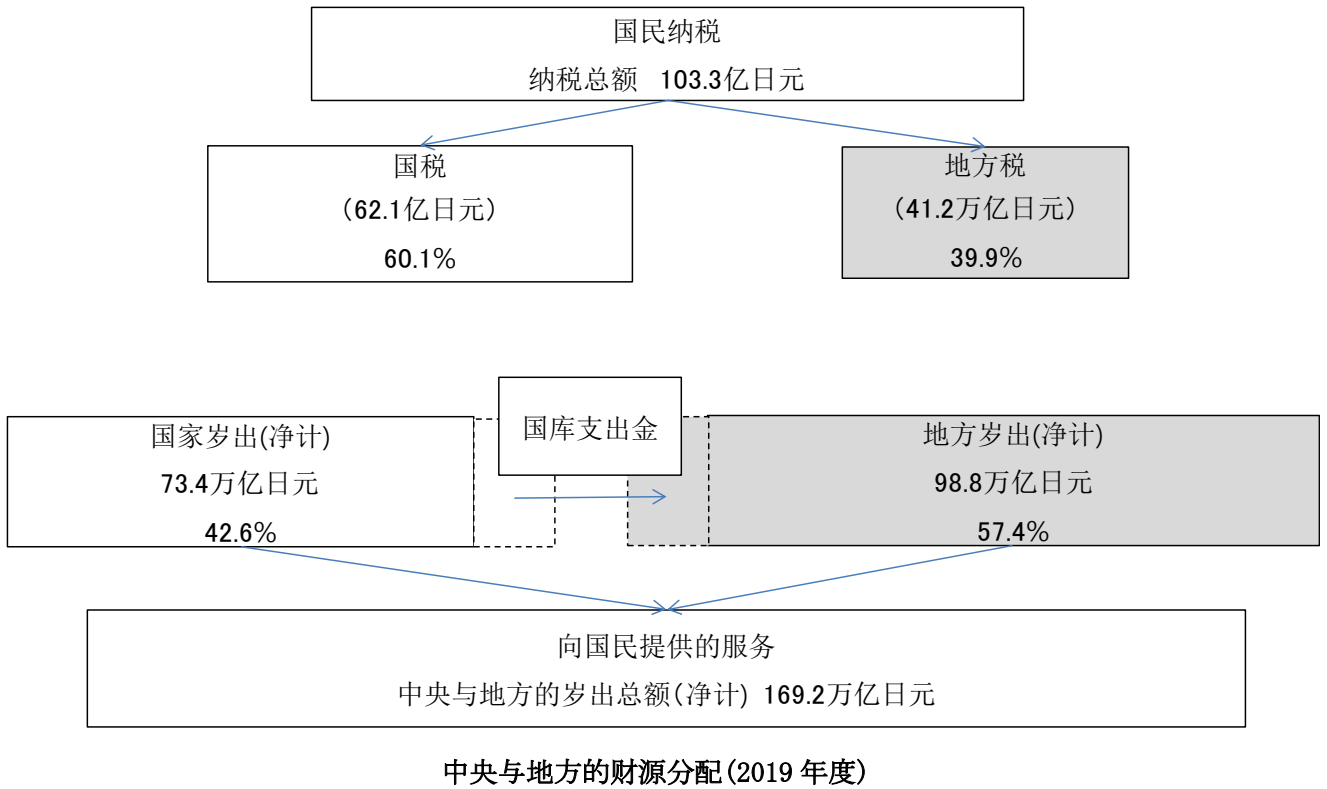 国民纳税
纳税总额 103.3亿日元
国税
（62.1亿日元）
60.1%
地方税
（41.2万亿日元）
39.9%
国库支出金
国家岁出(净计)
73.4万亿日元
42.6%
地方岁出(净计)
98.8万亿日元
57.4%
向国民提供的服务
中央与地方的岁出总额(净计) 169.2万亿日元
中央与地方的财源分配(2019 年度)